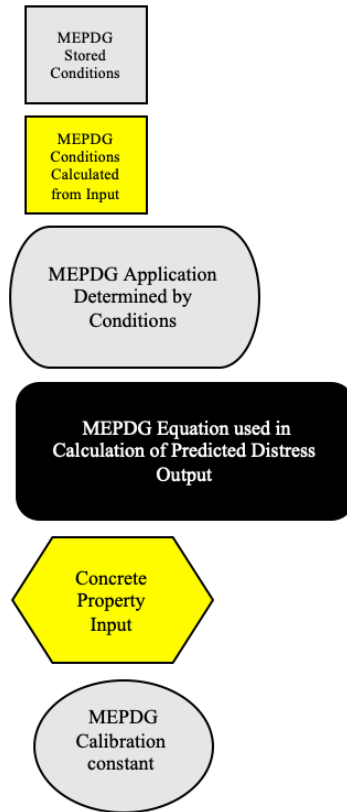 MEPDG
Stored
Conditions
MEPDG
Conditions
Calculated
from Input
MEPDG Application
Determined by
Conditions
MEPDG Equation used in
Calculation of Predicted Distress
Output
Concrete
Property
Input
MEPDG
Calibration
constant